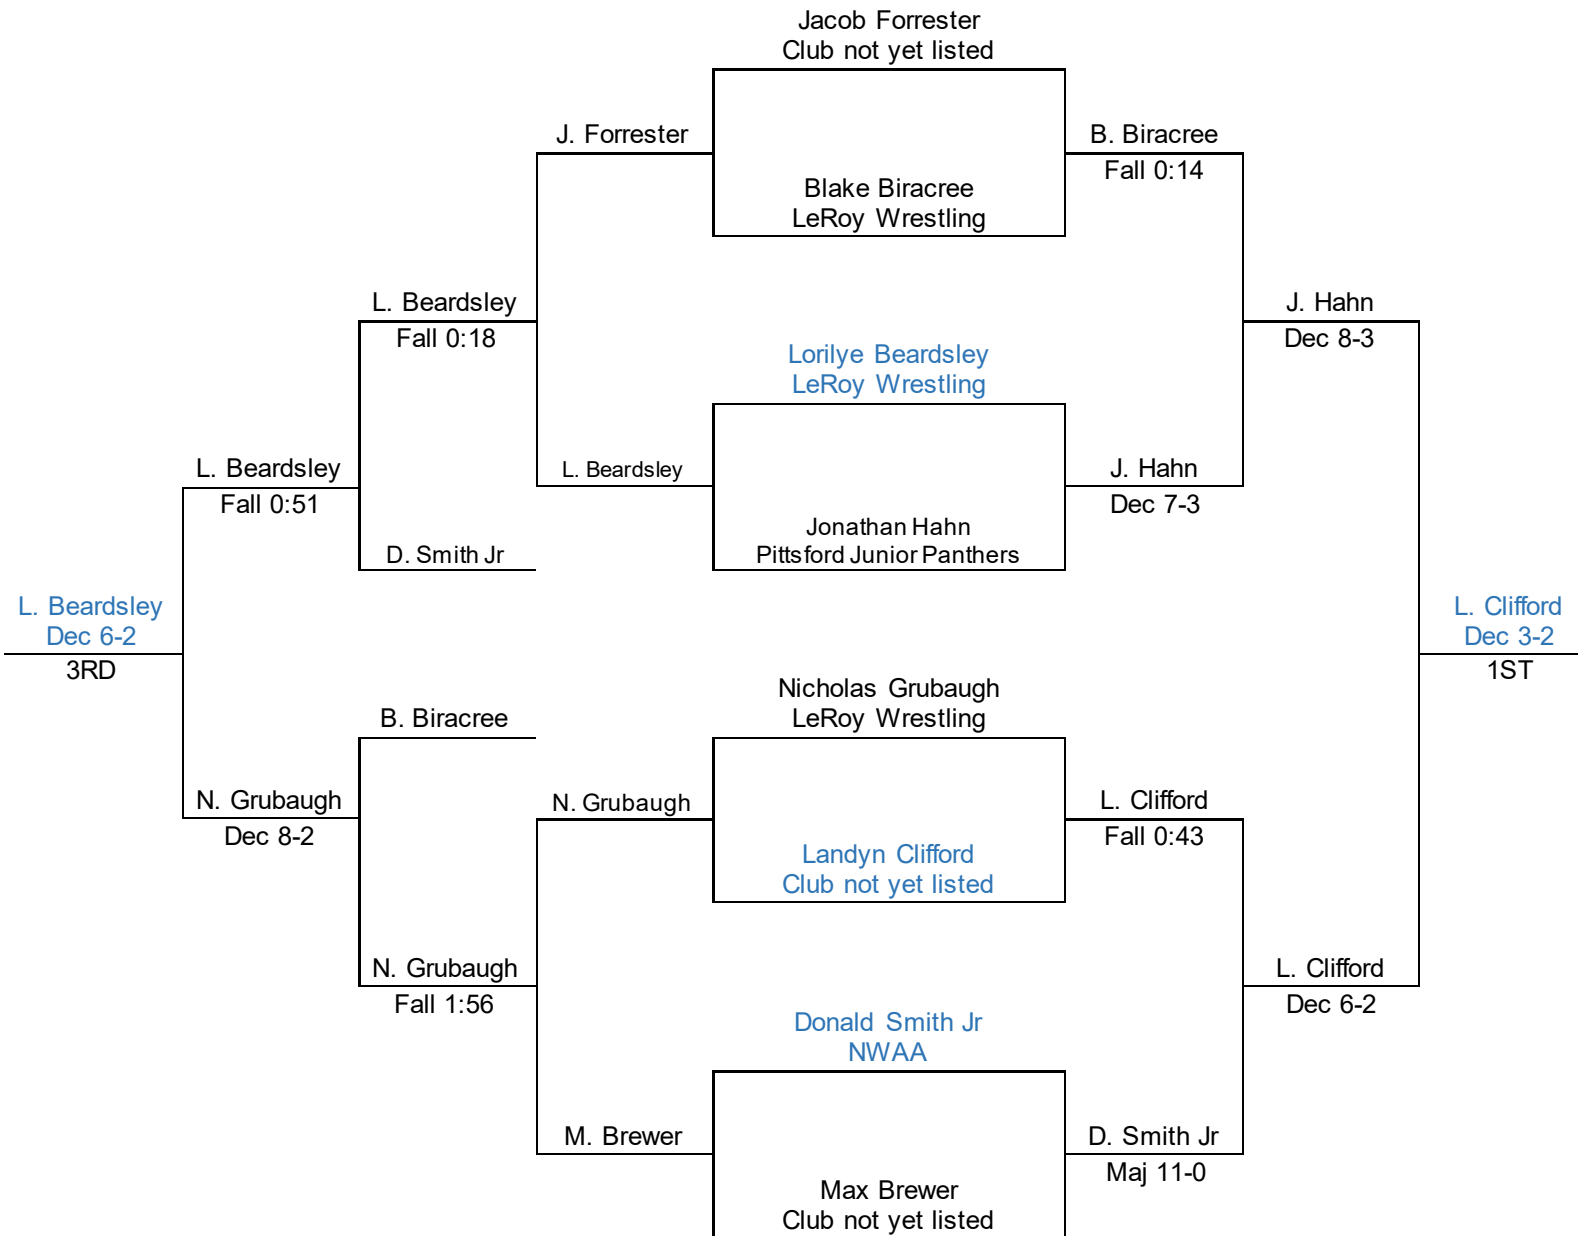 Jacob Forrester
Club not yet listed
J. Forrester
B. Biracree
Fall 0:14
Blake Biracree
LeRoy Wrestling
L. Beardsley
Fall 0:18
J. Hahn
Dec 8-3
Lorilye Beardsley
LeRoy Wrestling
L. Beardsley
Fall 0:51
L. Beardsley
J. Hahn
Dec 7-3
Jonathan Hahn
Pittsford Junior Panthers
D. Smith Jr
L. Beardsley
Dec 6-2
3RD
L. Clifford
Dec 3-2
1ST
Nicholas Grubaugh
LeRoy Wrestling
B. Biracree
N. Grubaugh
Dec 8-2
N. Grubaugh
L. Clifford
Fall 0:43
Landyn Clifford
Club not yet listed
N. Grubaugh
Fall 1:56
L. Clifford
Dec 6-2
Donald Smith Jr
NWAA
M. Brewer
D. Smith Jr
Maj 11-0
Max Brewer
Club not yet listed